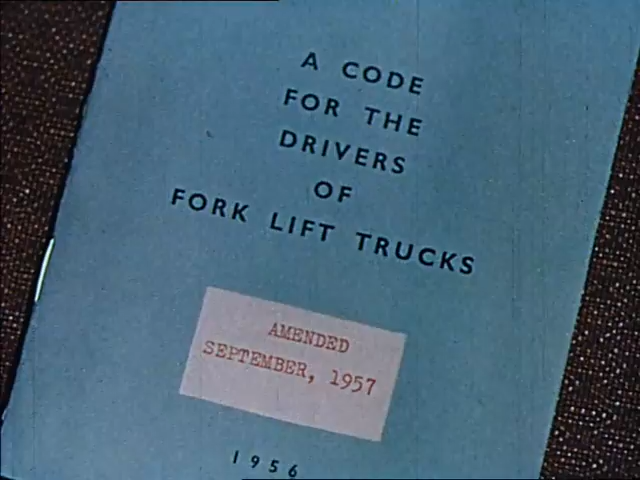 A CODE
FOR THE
DRIVERS
OF
FORK LIFT TRUCKS
AMENDED
SEPTEMBER, 1957
1956